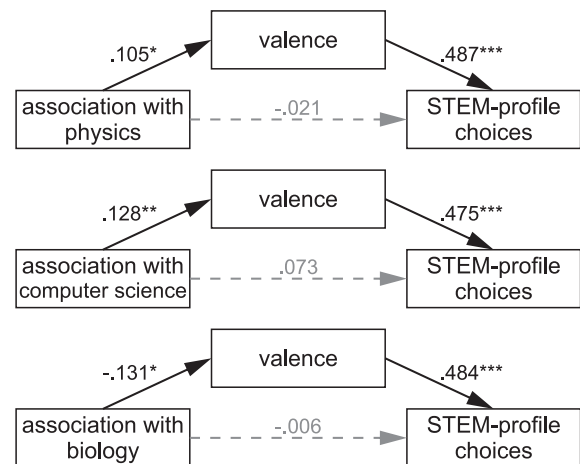 valence
.105*
.487***
association with
physics
-.021
STEM-profile
choices
valence
.128**
.475***
association with
computer science
.073
STEM-profile
choices
valence
-.131*
.484***
association with
biology
-.006
STEM-profile
choices